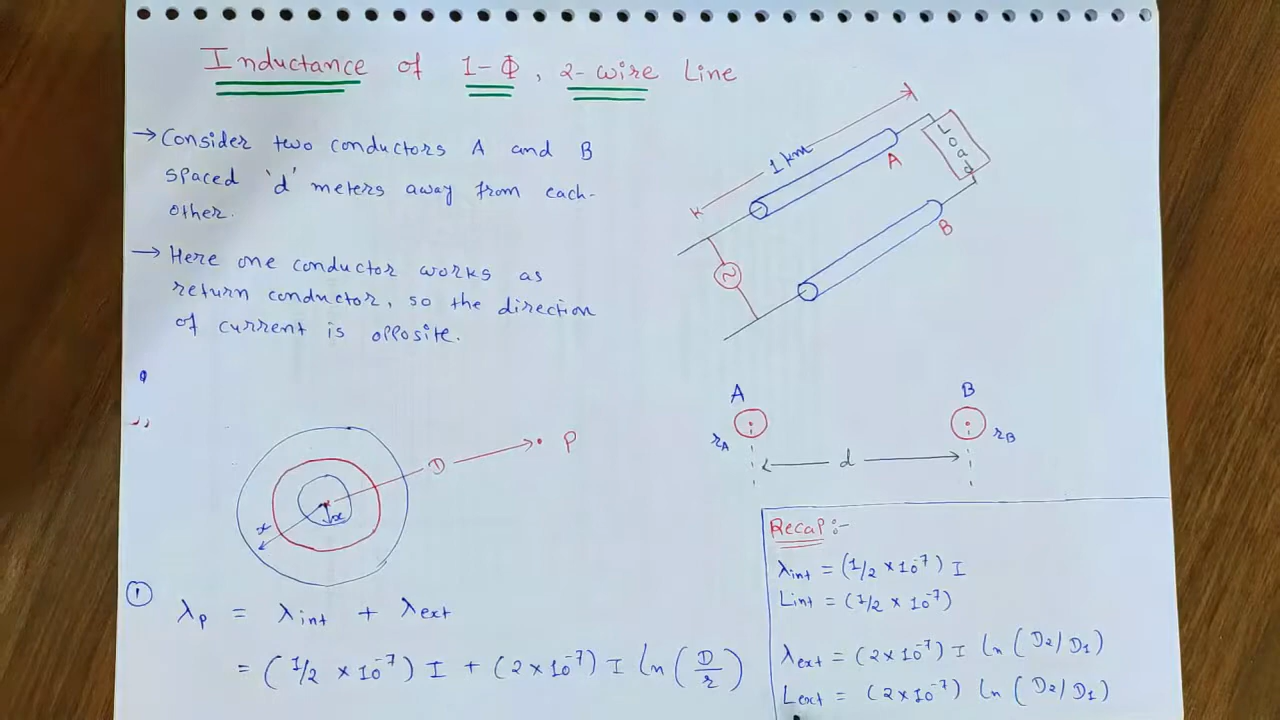 Inductance of 1-Φ, 2-wire Line
→ Consider two conductors A and B
spaced 'd' meters away from each-
other.
→ Here one conductor works as
return conductor, so the direction
of current is opposite.
1 km
A
Load
B
~
A
B
rA
rB
d
D
P
x
x
Recap:-
λint = (1/2 × 10⁻⁷) I
Lint = (1/2 × 10⁻⁷)
λext = (2×10⁻⁷) I ln (D2/D1)
Lext = (2×10⁻⁷) ln (D2/D1)
① λp = λint + λext
= (1/2 × 10⁻⁷) I + (2×10⁻⁷) I ln (D/r)